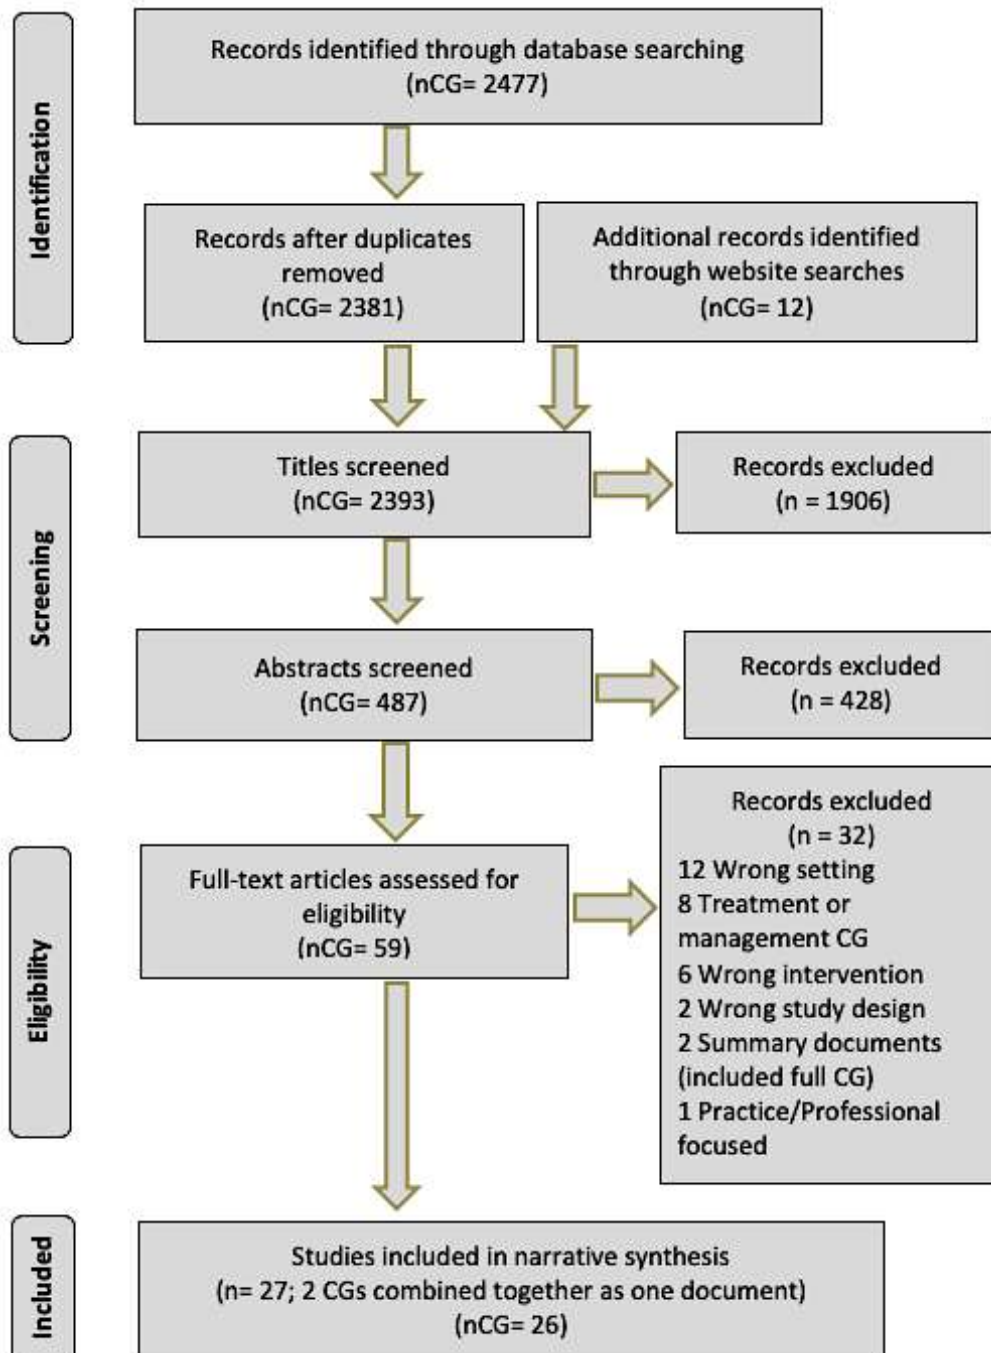 Identification
Records identified through database searching
(nCG= 2477)
Records after duplicates
removed
(nCG= 2381)
Additional records identified
through website searches
(nCG= 12)
Screening
Titles screened
(nCG= 2393)
Records excluded
(n = 1906)
Abstracts screened
(nCG= 487)
Records excluded
(n = 428)
Eligibility
Full-text articles assessed for
eligibility
(nCG= 59)
Records excluded
(n = 32)
12 Wrong setting
8 Treatment or
management CG
6 Wrong intervention
2 Wrong study design
2 Summary documents
(included full CG)
1 Practice/Professional
focused
Included
Studies included in narrative synthesis
(n= 27; 2 CGs combined together as one document)
(nCG= 26)